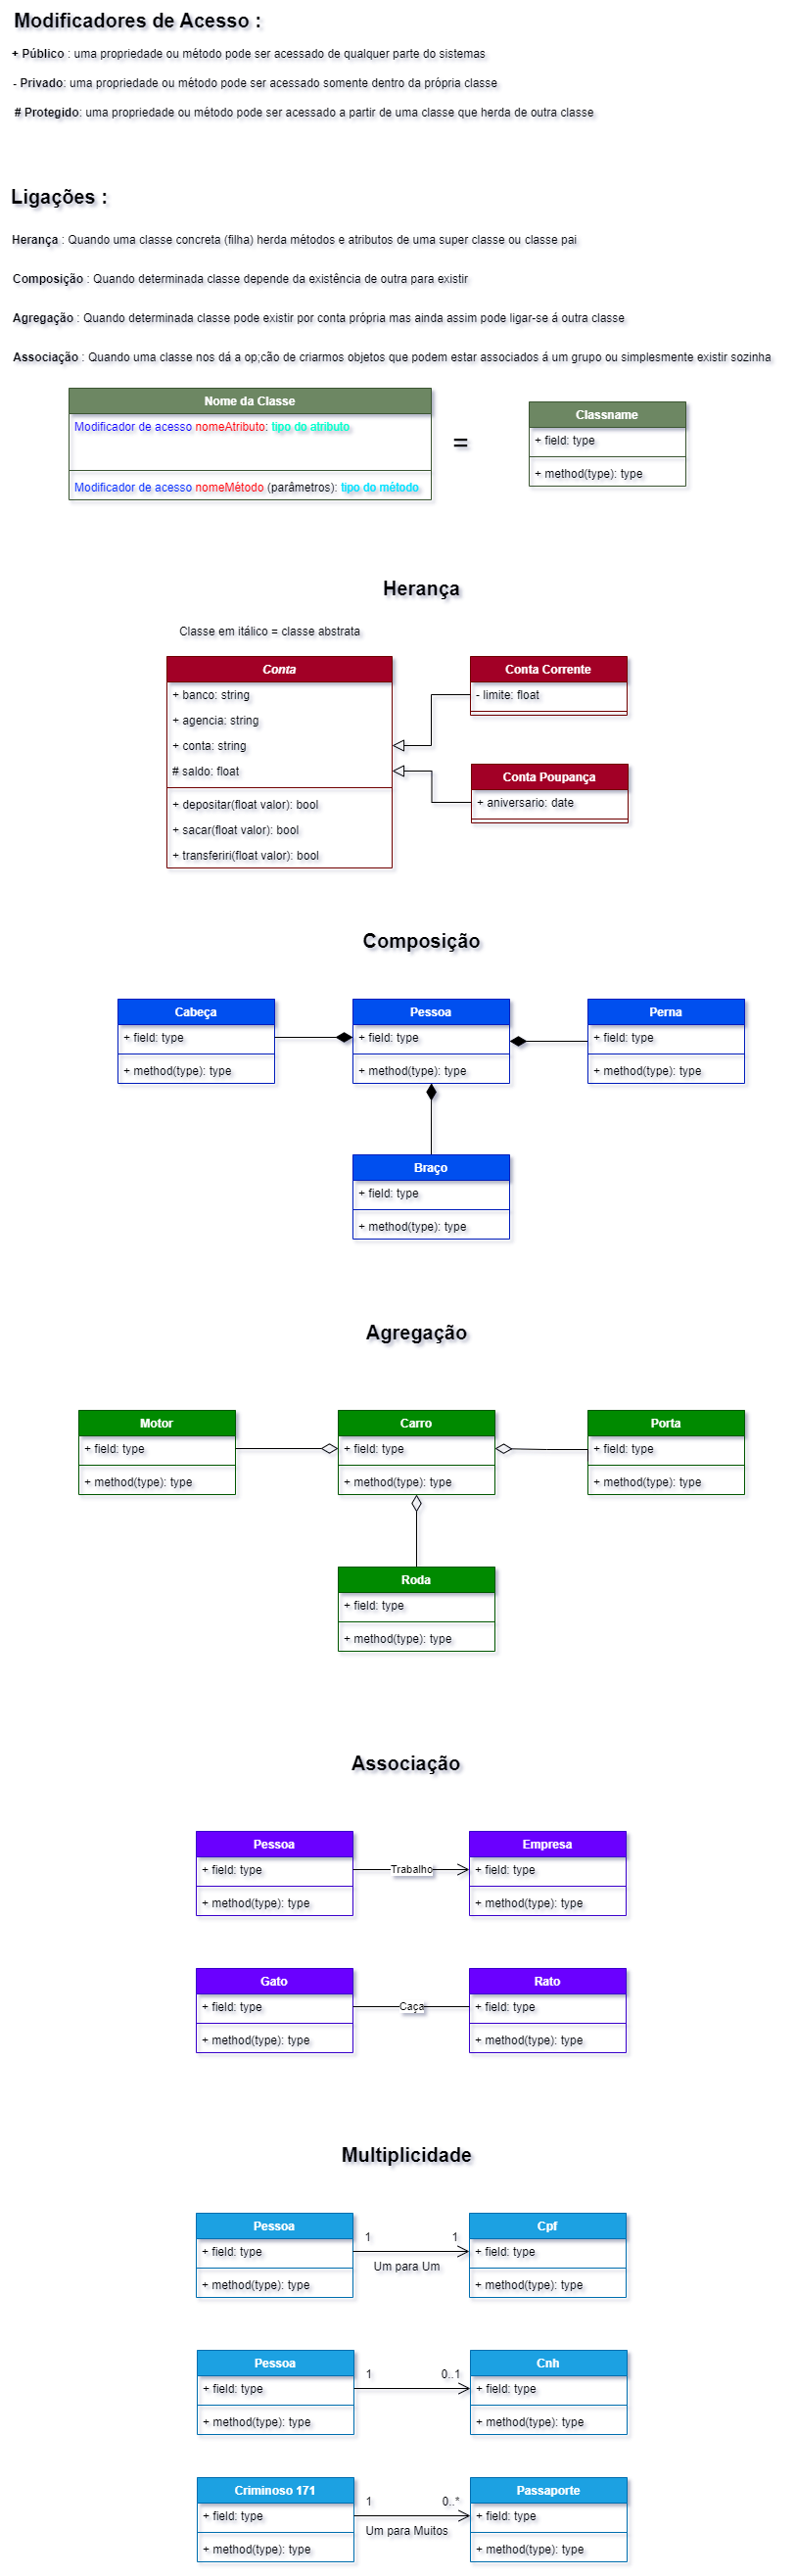 Modificadores de Acesso :
+ Público : uma propriedade ou método pode ser acessado de qualquer parte do sistemas
- Privado: uma propriedade ou método pode ser acessado somente dentro da própria classe
# Protegido: uma propriedade ou método pode ser acessado a partir de uma classe que herda de outra classe
Ligações :
Herança : Quando uma classe concreta (filha) herda métodos e atributos de uma super classe ou classe pai
Composição : Quando determinada classe depende da existência de outra para existir
Agregação : Quando determinada classe pode existir por conta própria mas ainda assim pode ligar-se á outra classe
Associação : Quando uma classe nos dá a op;cão de criarmos objetos que podem estar associados á um grupo ou simplesmente existir sozinha
Nome da Classe
Modificador de acesso nomeAtributo: tipo do atributo
Modificador de acesso nomeMétodo (parâmetros): tipo do método
=
Classname
+ field: type
+ method(type): type
Herança
Classe em itálico = classe abstrata
Conta
+ banco: string
+ agencia: string
+ conta: string
# saldo: float
+ depositar(float valor): bool
+ sacar(float valor): bool
+ transferiri(float valor): bool
Conta Corrente
- limite: float
Conta Poupança
+ aniversario: date
Composição
Cabeça
+ field: type
+ method(type): type
Pessoa
+ field: type
+ method(type): type
Perna
+ field: type
+ method(type): type
Braço
+ field: type
+ method(type): type
Agregação
Motor
+ field: type
+ method(type): type
Carro
+ field: type
+ method(type): type
Porta
+ field: type
+ method(type): type
Roda
+ field: type
+ method(type): type
Associação
Pessoa
+ field: type
+ method(type): type
Trabalho
Empresa
+ field: type
+ method(type): type
Gato
+ field: type
+ method(type): type
Caça
Rato
+ field: type
+ method(type): type
Multiplicidade
Pessoa
+ field: type
+ method(type): type
1 1
Um para Um
Cpf
+ field: type
+ method(type): type
Pessoa
+ field: type
+ method(type): type
1 0..1
Cnh
+ field: type
+ method(type): type
Criminoso 171
+ field: type
+ method(type): type
1 0..*
Um para Muitos
Passaporte
+ field: type
+ method(type): type